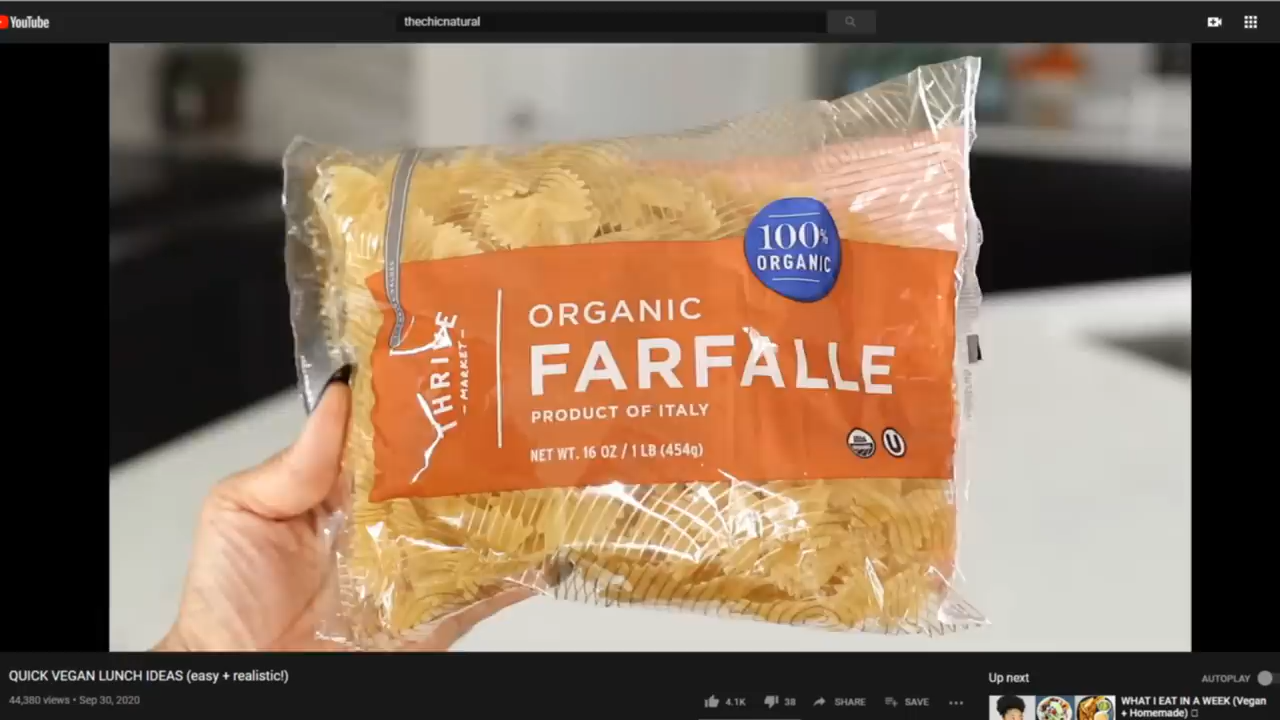 YouTube
thechicnatural
100%
ORGANIC
THRIVE
- MARKET -
ORGANIC
FARFALLE
PRODUCT OF ITALY
NET WT. 16 OZ / 1 LB (454g)
U
QUICK VEGAN LUNCH IDEAS (easy + realistic!)
44,380 views • Sep 30, 2020
4.1K
38
SHARE
SAVE
Up next
AUTOPLAY
WHAT I EAT IN A WEEK (Vegan
+ Homemade)